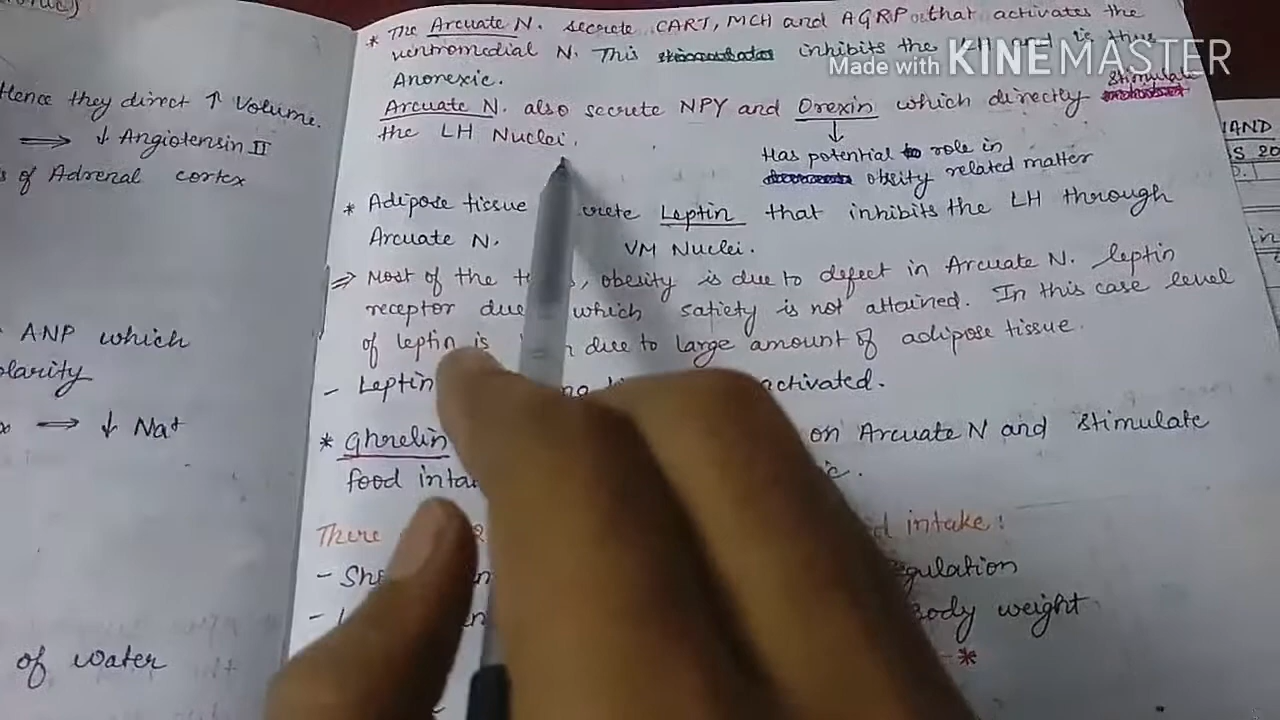 * The Arcuate N. secrete CART, MCH and AGRP that activates the
ventromedial N. This inhibits the LH and is thus
Anorexic.
Made with KINEMASTER
Arcuate N. also secrete NPY and Orexin which directly stimulate
the LH Nuclei.
Has potential role in
obsity related matter
* Adipose tissue crete Leptin that inhibits the LH through
Arcuate N. VM Nuclei.
⇒ Most of the t , obesity is due to defect in Arcuate N. leptin
receptor due which satiety is not attained. In this case level
of leptin is due to large amount of adipose tissue.
- Leptin activated.
* Ghrelin on Arcuate N and stimulate
food inta
There d intake:
- Sh gulation
ody weight
*
Hence they direct ↑ Volume.
⇒ ↓ Angiotensin II
s of Adrenal cortex
ANP which
olarity
⇒ ↓ Na+
of water
IAND
S 20